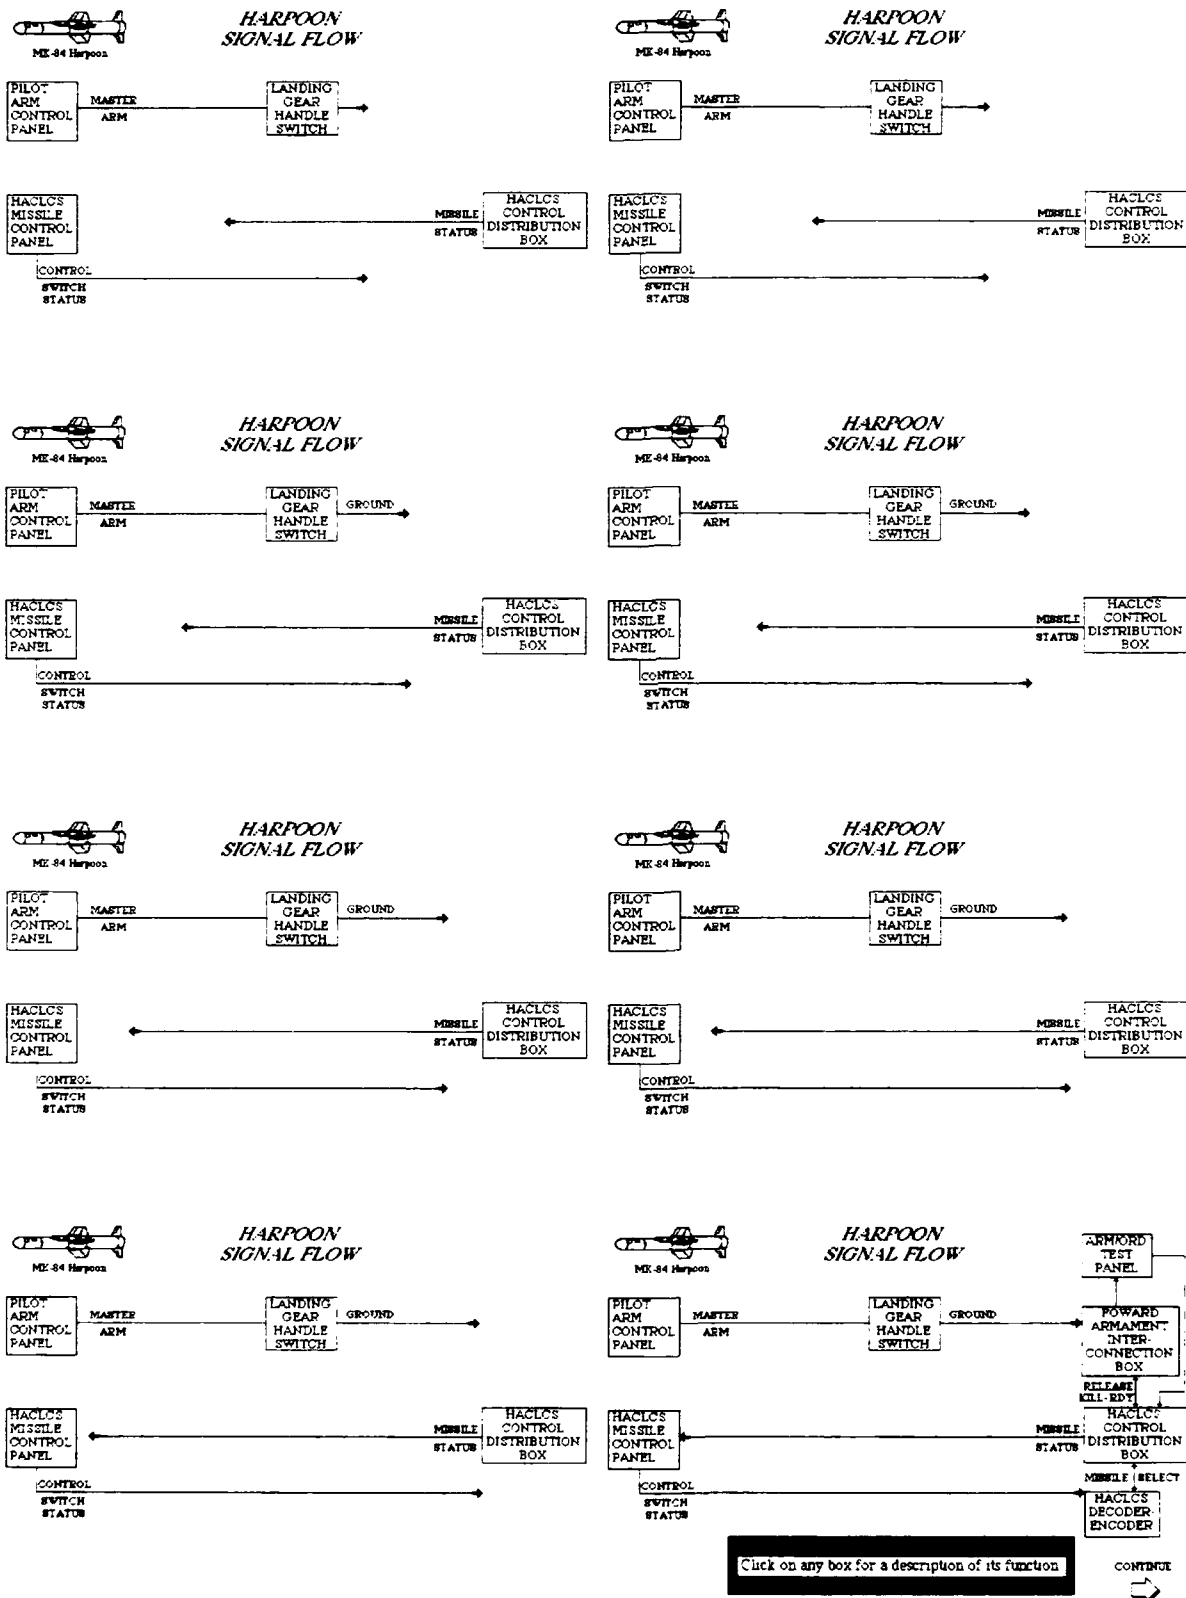 HARPOON
SIGNAL FLOW
MK-84 Harpoon
PILOT
ARM
CONTROL
PANEL
MASTER
ARM
LANDING
GEAR
HANDLE
SWITCH
HACLCS
MISSILE
CONTROL
PANEL
MISSILE
STATUS
HACLCS
CONTROL
DISTRIBUTION
BOX
CONTROL
SWITCH
STATUS
HARPOON
SIGNAL FLOW
MK-84 Harpoon
PILOT
ARM
CONTROL
PANEL
MASTER
ARM
LANDING
GEAR
HANDLE
SWITCH
HACLCS
MISSILE
CONTROL
PANEL
MISSILE
STATUS
HACLCS
CONTROL
DISTRIBUTION
BOX
CONTROL
SWITCH
STATUS
HARPOON
SIGNAL FLOW
MK-84 Harpoon
PILOT
ARM
CONTROL
PANEL
MASTER
ARM
LANDING
GEAR
HANDLE
SWITCH
GROUND
HACLCS
MISSILE
CONTROL
PANEL
MISSILE
STATUS
HACLCS
CONTROL
DISTRIBUTION
BOX
CONTROL
SWITCH
STATUS
HARPOON
SIGNAL FLOW
MK-84 Harpoon
PILOT
ARM
CONTROL
PANEL
MASTER
ARM
LANDING
GEAR
HANDLE
SWITCH
GROUND
HACLCS
MISSILE
CONTROL
PANEL
MISSILE
STATUS
HACLCS
CONTROL
DISTRIBUTION
BOX
CONTROL
SWITCH
STATUS
HARPOON
SIGNAL FLOW
MK-84 Harpoon
PILOT
ARM
CONTROL
PANEL
MASTER
ARM
LANDING
GEAR
HANDLE
SWITCH
GROUND
HACLCS
MISSILE
CONTROL
PANEL
MISSILE
STATUS
HACLCS
CONTROL
DISTRIBUTION
BOX
CONTROL
SWITCH
STATUS
HARPOON
SIGNAL FLOW
MK-84 Harpoon
PILOT
ARM
CONTROL
PANEL
MASTER
ARM
LANDING
GEAR
HANDLE
SWITCH
GROUND
HACLCS
MISSILE
CONTROL
PANEL
MISSILE
STATUS
HACLCS
CONTROL
DISTRIBUTION
BOX
CONTROL
SWITCH
STATUS
HARPOON
SIGNAL FLOW
MK-84 Harpoon
PILOT
ARM
CONTROL
PANEL
MASTER
ARM
LANDING
GEAR
HANDLE
SWITCH
GROUND
HACLCS
MISSILE
CONTROL
PANEL
MISSILE
STATUS
HACLCS
CONTROL
DISTRIBUTION
BOX
CONTROL
SWITCH
STATUS
HARPOON
SIGNAL FLOW
MK-84 Harpoon
ARM/ORD
TEST
PANEL
PILOT
ARM
CONTROL
PANEL
MASTER
ARM
LANDING
GEAR
HANDLE
SWITCH
GROUND
FOWARD
ARMAMENT
INTER-
CONNECTION
BOX
RELEASE
KILL-RDY
HACLCS
MISSILE
CONTROL
PANEL
MISSILE
STATUS
HACLCS
CONTROL
DISTRIBUTION
BOX
MISSILE SELECT
CONTROL
SWITCH
STATUS
HACLCS
DECODER-
ENCODER
Click on any box for a description of its function
CONTINUE